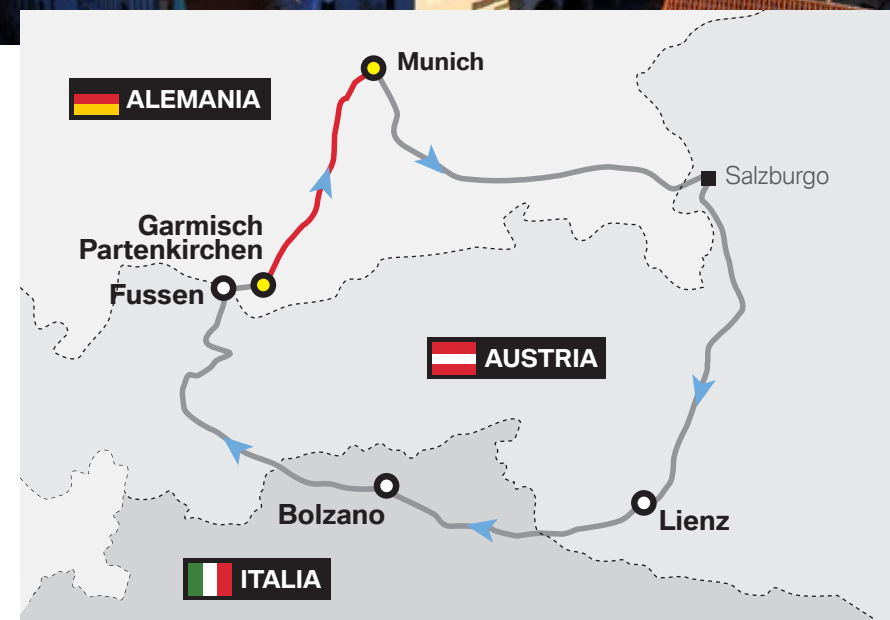 Munich
ALEMANIA
Salzburgo
Garmisch
Partenkirchen
Fussen
AUSTRIA
Bolzano
Lienz
ITALIA